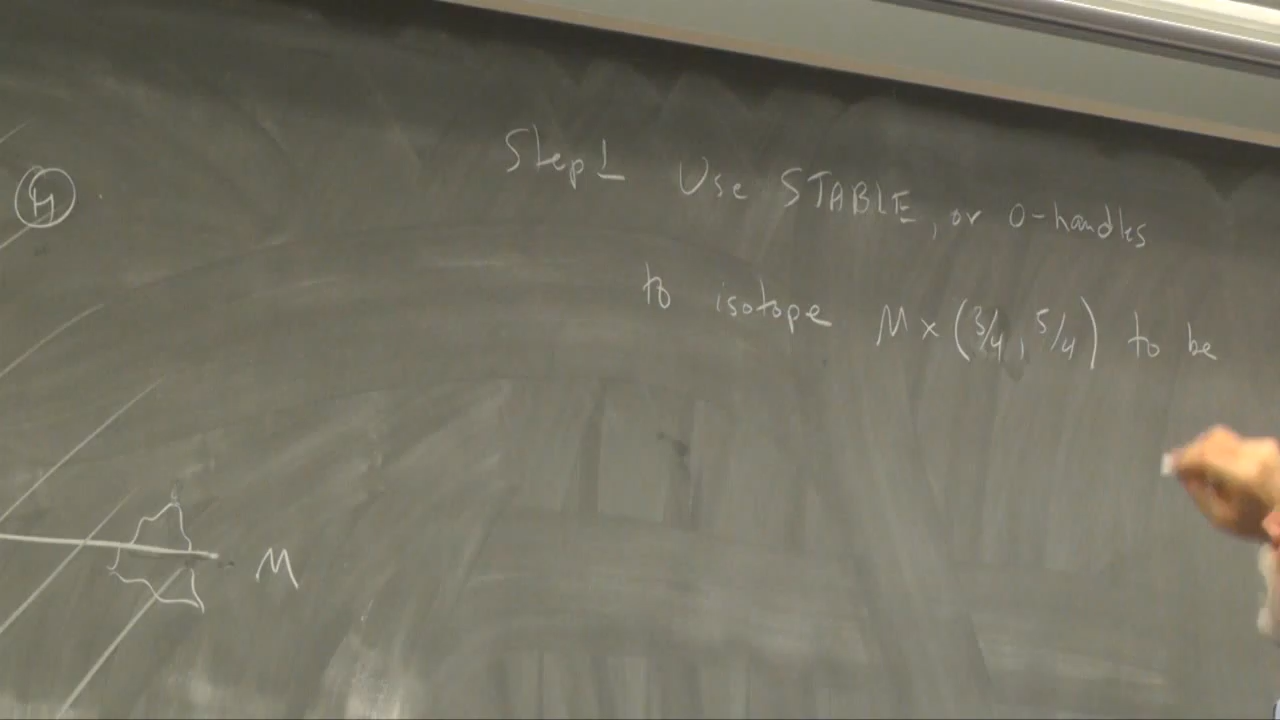 Step 1 Use STABLE, or 0-handles
to isotope M × (3/4, 5/4) to be
M